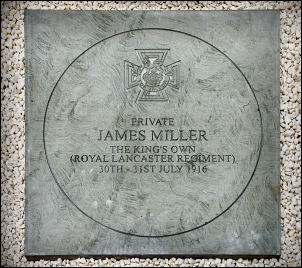 PRIVATE
JAMES MILLER
THE KING'S OWN
(ROYAL LANCASTER REGIMENT)
30TH - 31ST JULY 1916